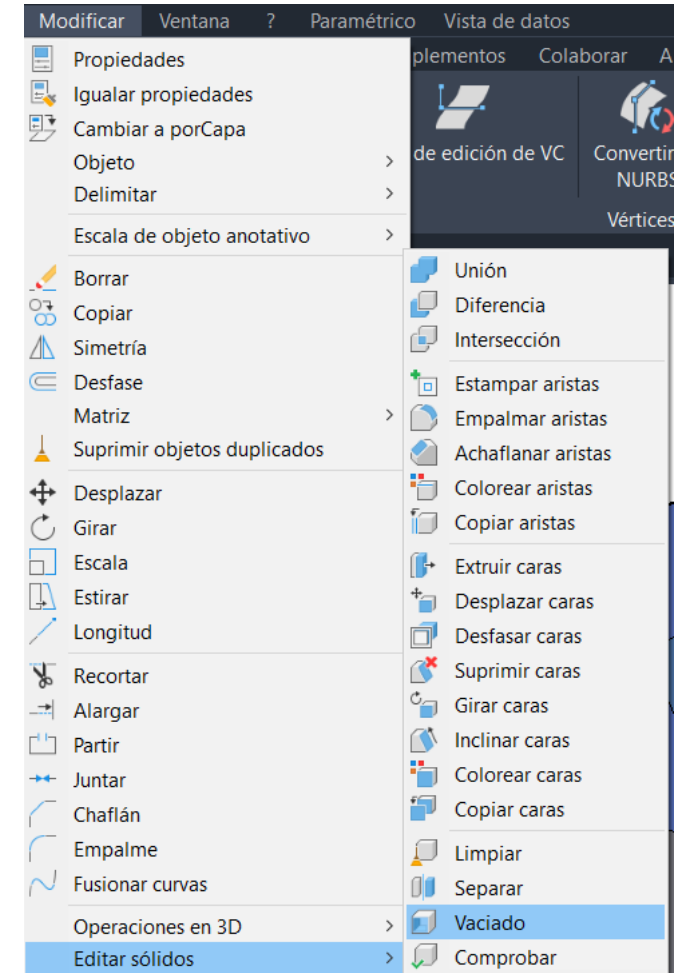 Modificar Ventana ? Paramétrico Vista de datos
plementos Colaborar A
de edición de VC Convertir
NURBS
Vértices
Propiedades
Igualar propiedades
Cambiar a porCapa
Objeto
Delimitar
Escala de objeto anotativo
Borrar
Copiar
Simetría
Desfase
Matriz
Suprimir objetos duplicados
Desplazar
Girar
Escala
Estirar
Longitud
Recortar
Alargar
Partir
Juntar
Chaflán
Empalme
Fusionar curvas
Operaciones en 3D
Editar sólidos
Unión
Diferencia
Intersección
Estampar aristas
Empalmar aristas
Achaflanar aristas
Colorear aristas
Copiar aristas
Extruir caras
Desplazar caras
Desfasar caras
Suprimir caras
Girar caras
Inclinar caras
Colorear caras
Copiar caras
Limpiar
Separar
Vaciado
Comprobar